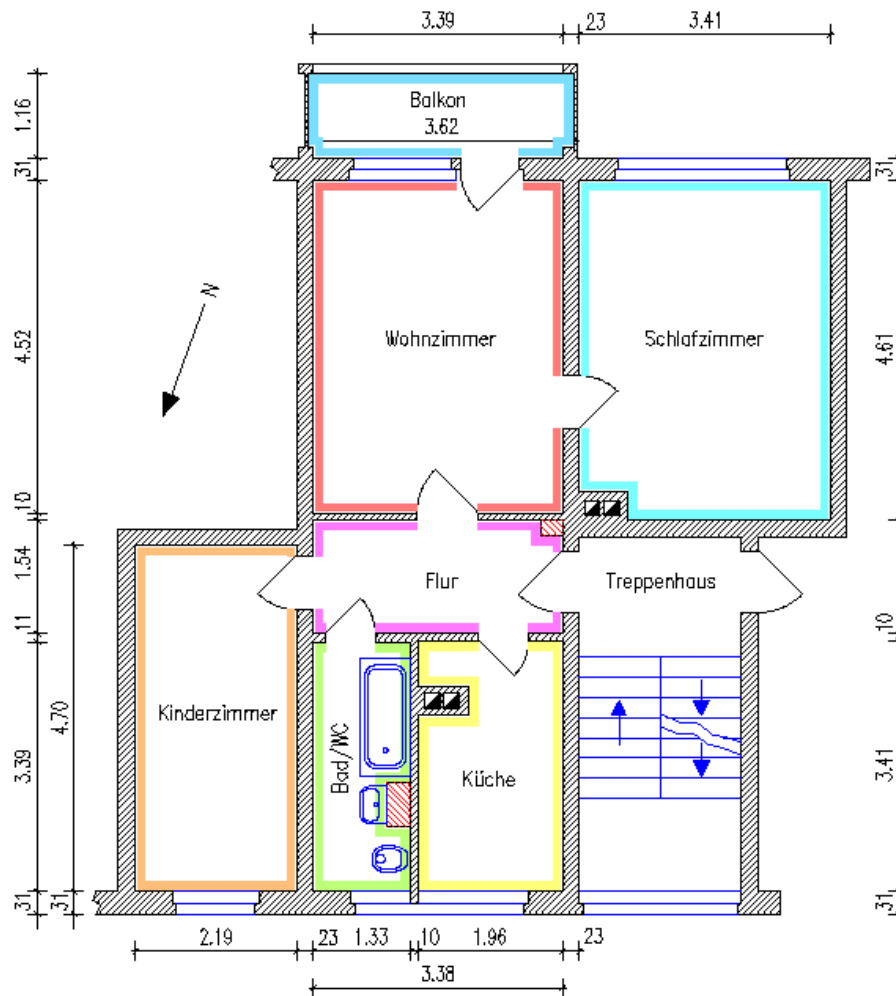 3.39
23
3.41
Balkon
3.62
1.16
31
31
N
Wohnzimmer
Schlafzimmer
4.52
4.61
10
1.54
Flur
Treppenhaus
11
10
Kinderzimmer
4.70
Bad/WC
Küche
3.39
3.41
31
31
31
2.19
23
1.33
10
1.96
23
3.38